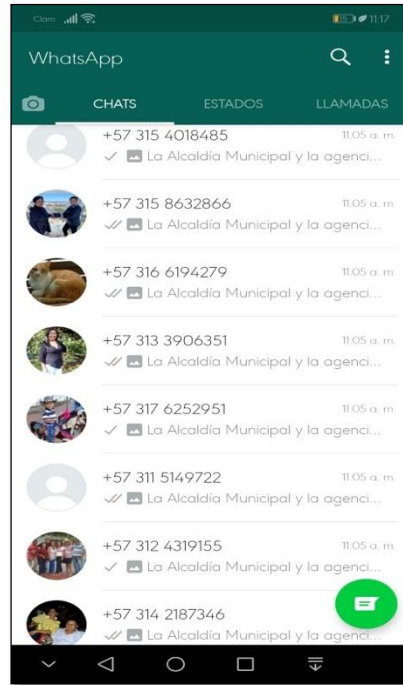 Claro 15 11:17
WhatsApp
CHATS ESTADOS LLAMADAS
+57 315 4018485 11:05 a. m.
La Alcaldía Municipal y la agenci...
+57 315 8632866 11:05 a. m.
La Alcaldía Municipal y la agenci...
+57 316 6194279 11:05 a. m.
La Alcaldía Municipal y la agenci...
+57 313 3906351 11:05 a. m.
La Alcaldía Municipal y la agenci...
+57 317 6252951 11:05 a. m.
La Alcaldía Municipal y la agenci...
+57 311 5149722 11:05 a. m.
La Alcaldía Municipal y la agenci...
+57 312 4319155 11:05 a. m.
La Alcaldía Municipal y la agenci...
+57 314 2187346
La Alcaldía Municipal y la agenci...